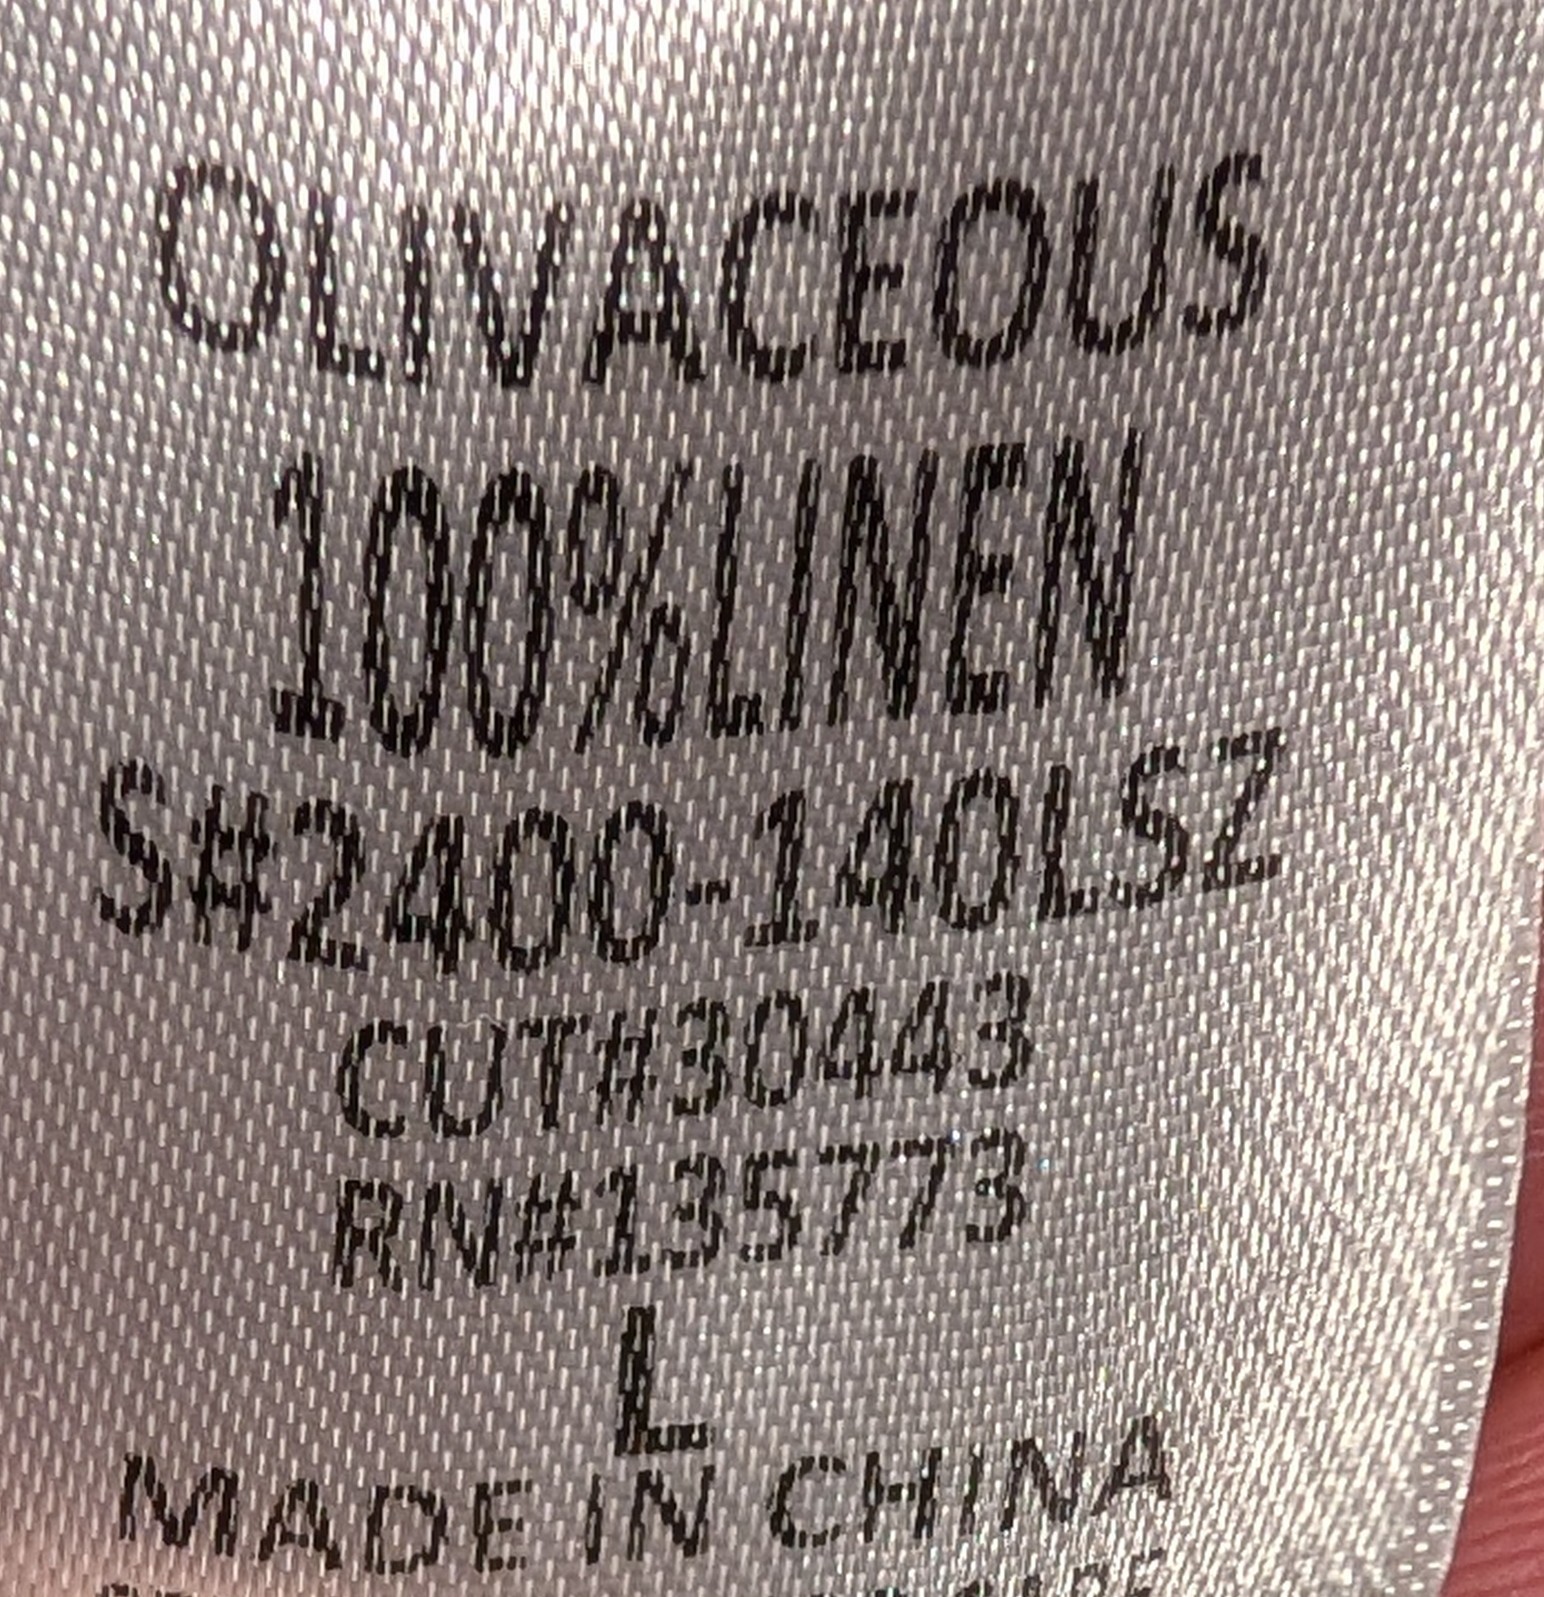 OLIVACEOUS
100%LINEN
S#2400-140LSZ
CUT#30443
RN#135773
L
MADE IN CHINA